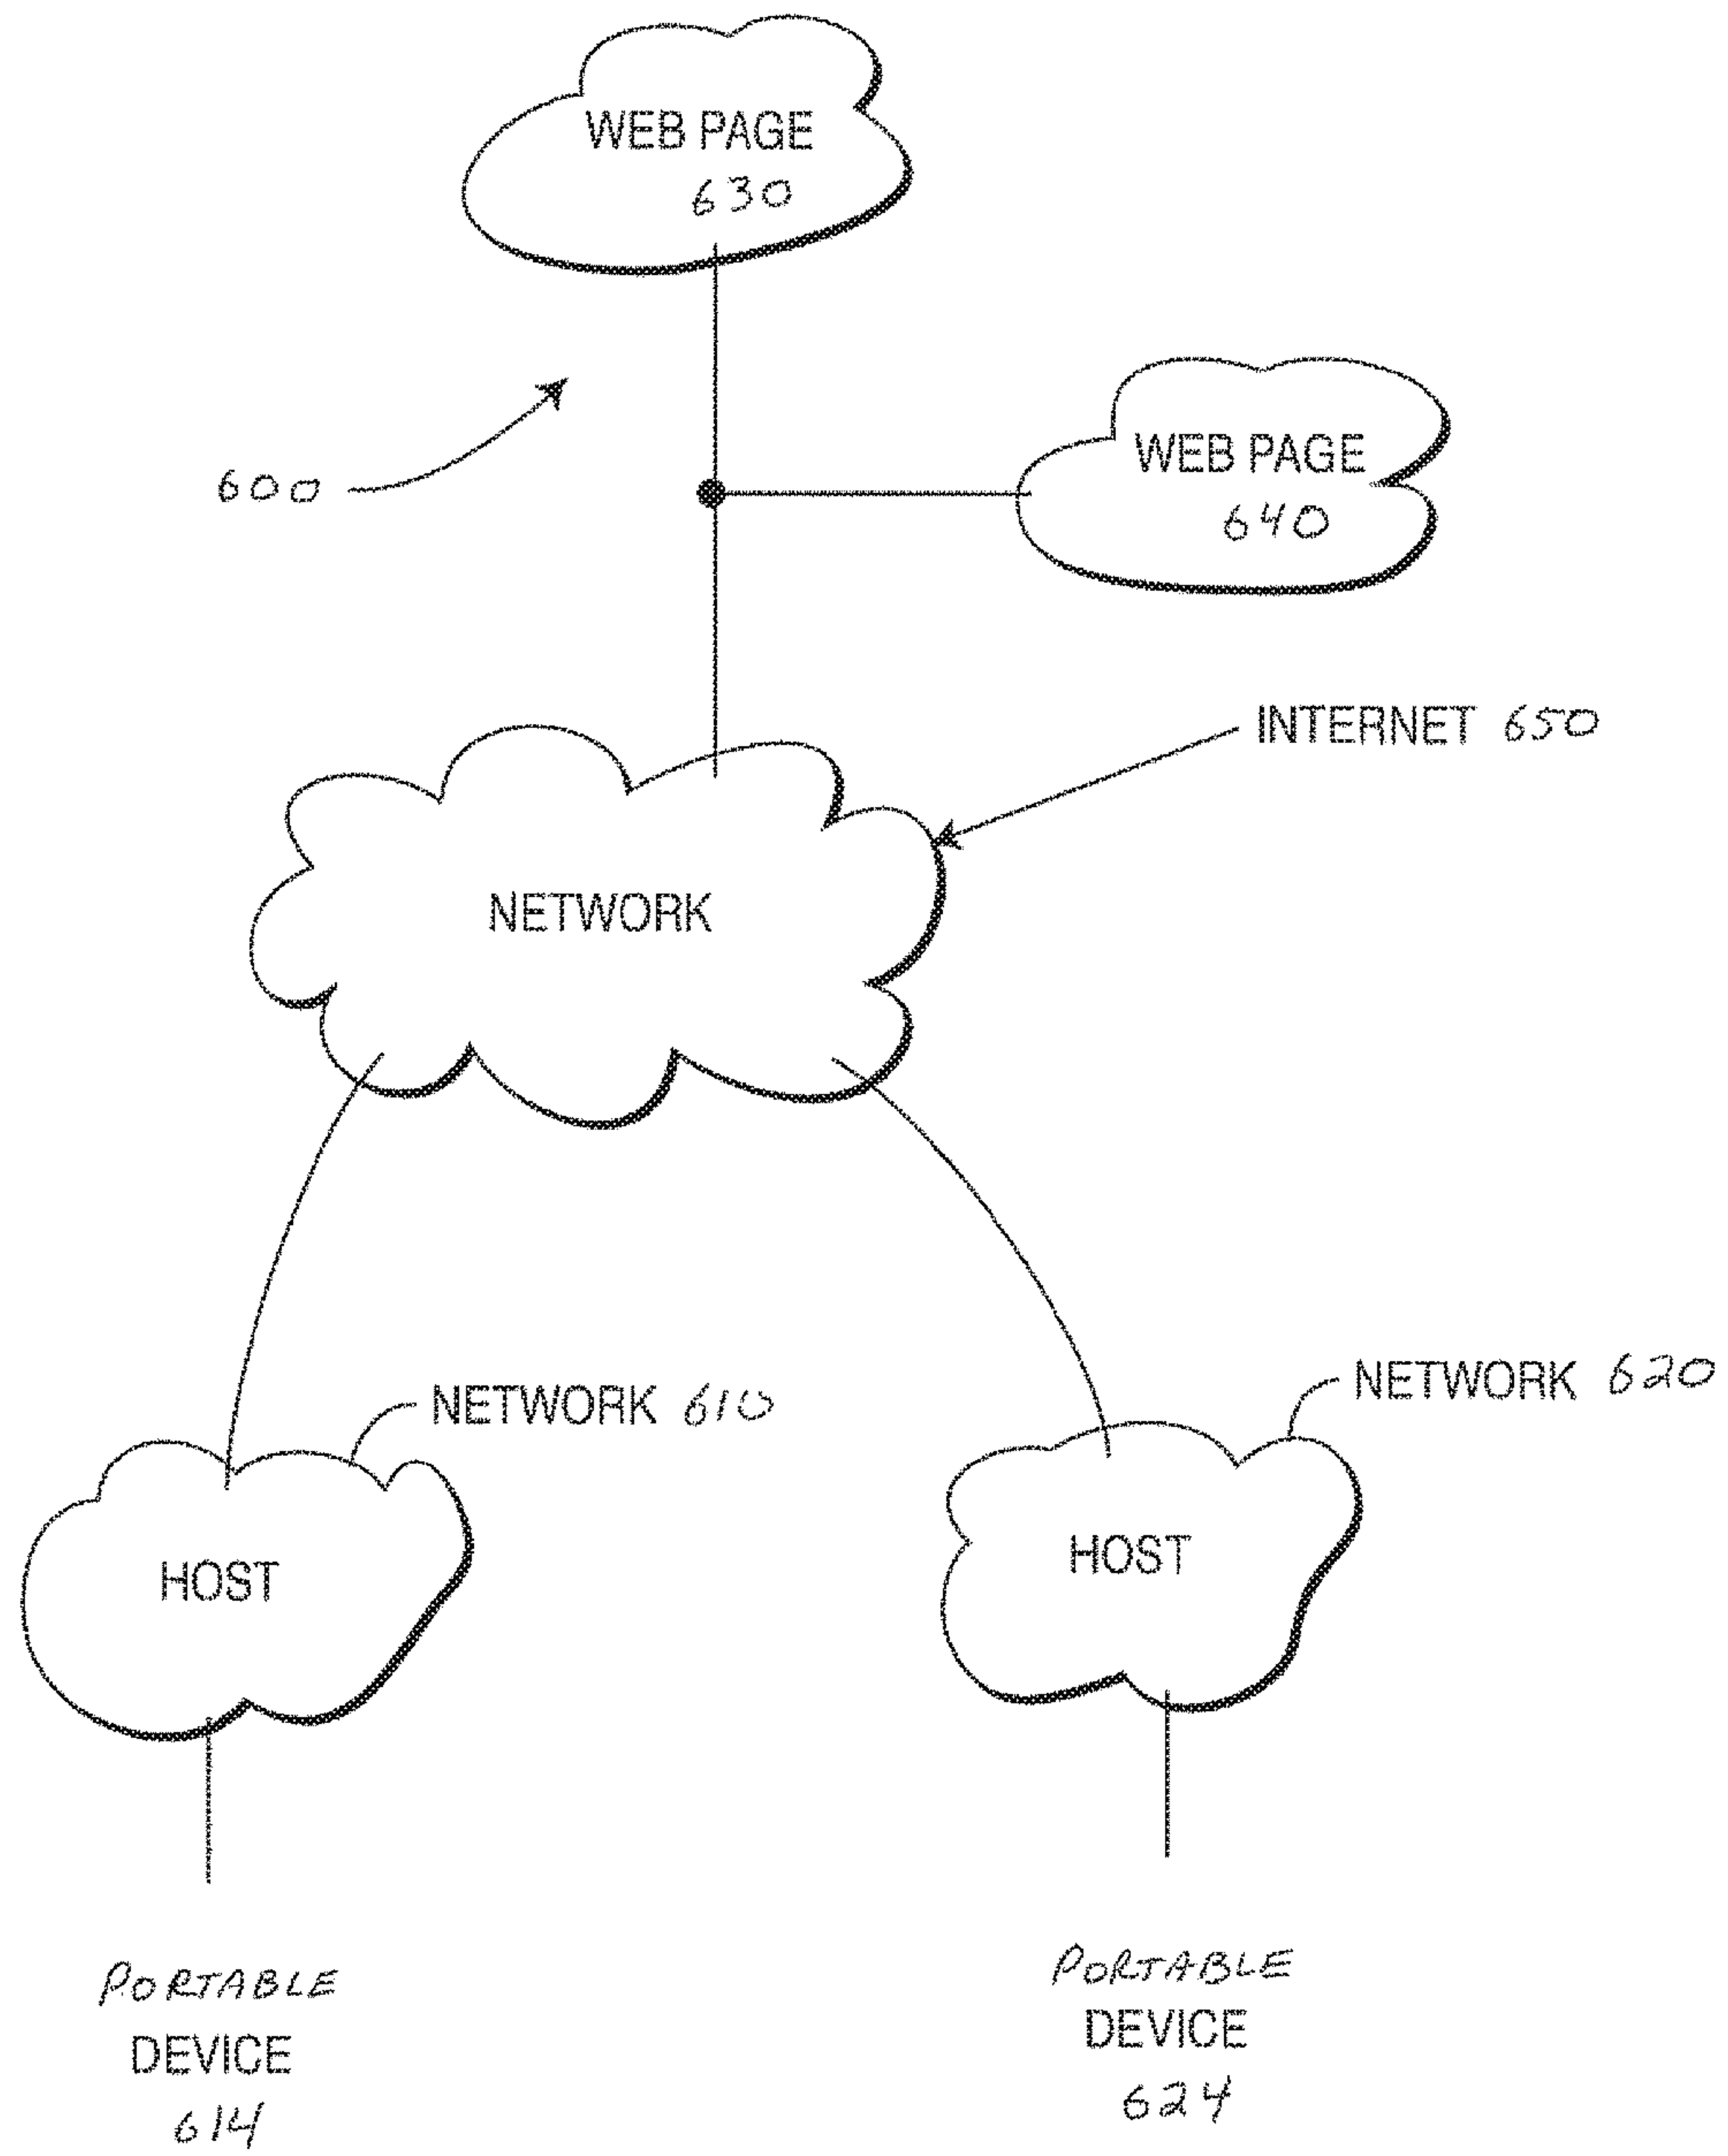 WEB PAGE
630
600
WEB PAGE
640
INTERNET 650
NETWORK
NETWORK 610
NETWORK 620
HOST
HOST
PORTABLE
DEVICE
614
PORTABLE
DEVICE
624